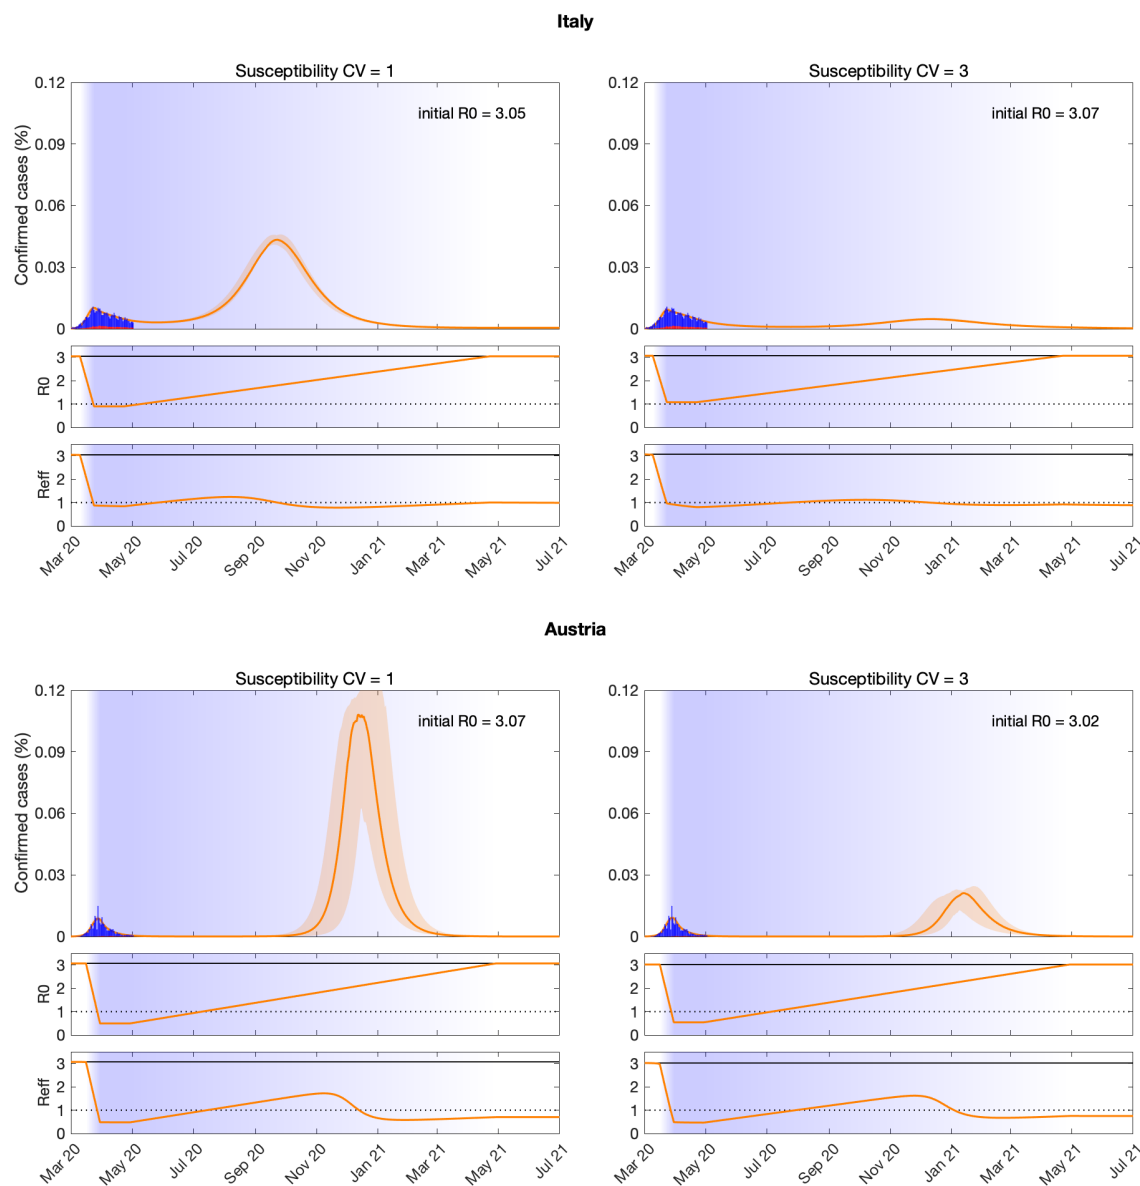 Italy
Susceptibility CV = 1
Susceptibility CV = 3
0.12
0.09
0.06
0.03
0
Confirmed cases (%)
initial R0 = 3.05
0.12
0.09
0.06
0.03
0
initial R0 = 3.07
3
2
1
0
R0
3
2
1
0
3
2
1
0
Reff
3
2
1
0
Mar 20 May 20 Jul 20 Sep 20 Nov 20 Jan 21 Mar 21 May 21 Jul 21
Mar 20 May 20 Jul 20 Sep 20 Nov 20 Jan 21 Mar 21 May 21 Jul 21
Austria
Susceptibility CV = 1
Susceptibility CV = 3
0.12
0.09
0.06
0.03
0
Confirmed cases (%)
initial R0 = 3.07
0.12
0.09
0.06
0.03
0
initial R0 = 3.02
3
2
1
0
R0
3
2
1
0
3
2
1
0
Reff
3
2
1
0
Mar 20 May 20 Jul 20 Sep 20 Nov 20 Jan 21 Mar 21 May 21 Jul 21
Mar 20 May 20 Jul 20 Sep 20 Nov 20 Jan 21 Mar 21 May 21 Jul 21